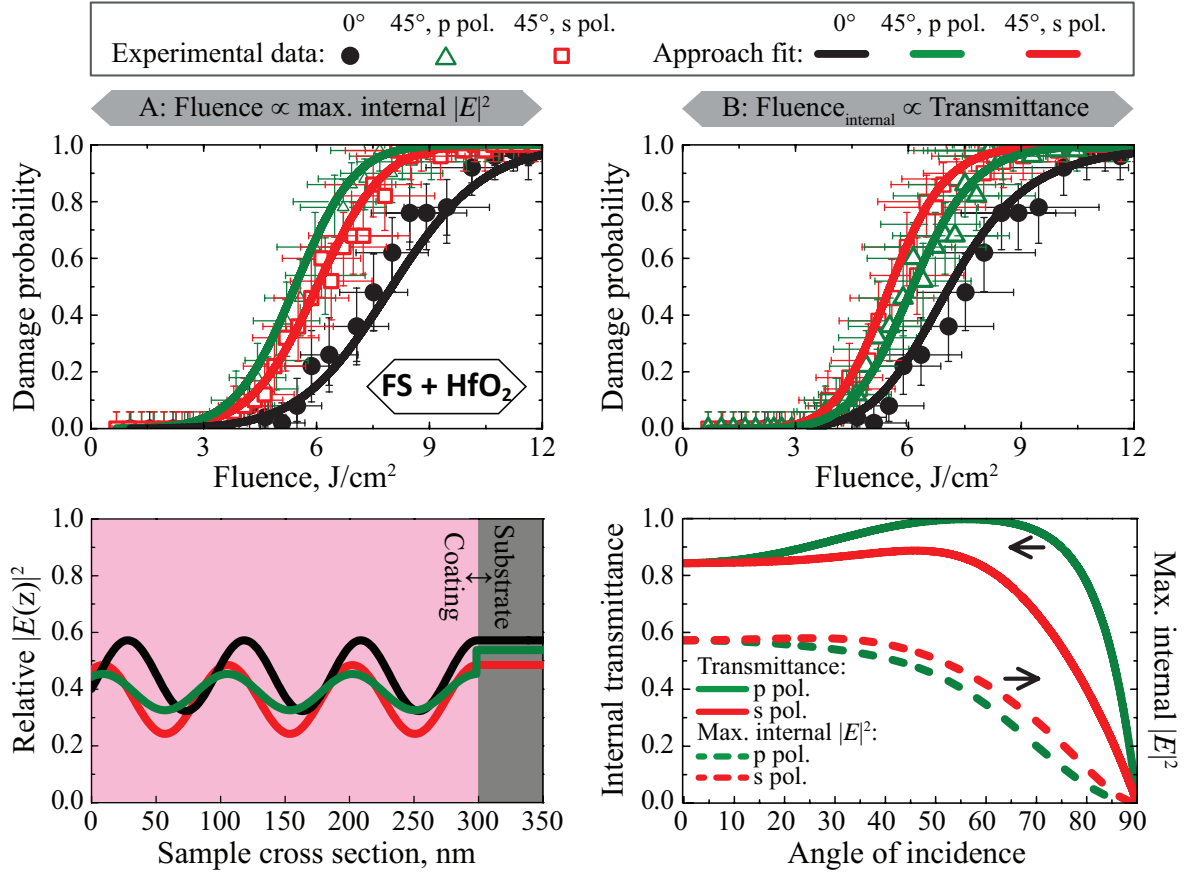 0° 45°, p pol. 45°, s pol. 0° 45°, p pol. 45°, s pol.
Experimental data: Approach fit:
A: Fluence ∝ max. internal |E|²
B: Fluence_internal ∝ Transmittance
1.0
0.8
0.6
0.4
0.2
0.0
Damage probability
3 6 9 12
Fluence, J/cm²
FS + HfO₂
1.0
0.8
0.6
0.4
0.2
0.0
Damage probability
0 3 6 9 12
Fluence, J/cm²
1.0
0.8
0.6
0.4
0.2
0.0
Relative |E(z)|²
Coating
↔
Substrate
0 50 100 150 200 250 300 350
Sample cross section, nm
1.0
0.8
0.6
0.4
0.2
0.0
Internal transmittance
Transmittance:
p pol.
s pol.
Max. internal |E|²:
p pol.
s pol.
Max. internal |E|²
0 10 20 30 40 50 60 70 80 90
Angle of incidence